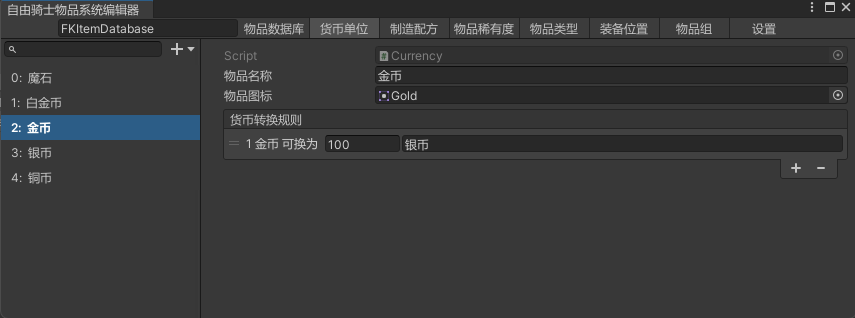 自由骑士物品系统编辑器
FKItemDatabase 物品数据库 货币单位 制造配方 物品稀有度 物品类型 装备位置 物品组 设置
0: 魔石
1: 白金币
2: 金币
3: 银币
4: 铜币
Script Currency
物品名称 金币
物品图标 Gold
货币转换规则
1 金币 可换为 100 银币